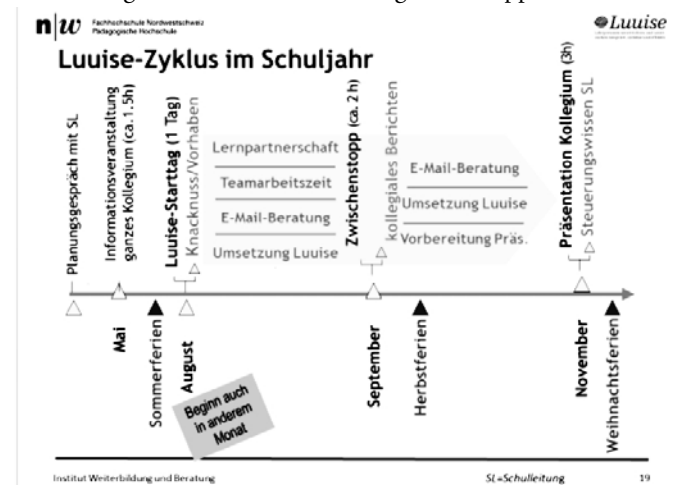 n|w Fachhochschule Nordwestschweiz
Pädagogische Hochschule
Luuise
Luuise-Zyklus im Schuljahr
Planungsgespräch mit SL
Informationsveranstaltung
ganzes Kollegium (ca.1.5h)
Luuise-Starttag (1 Tag)
Knacknuss/Vorhaben
Lernpartnerschaft
Teamarbeitszeit
E-Mail-Beratung
Umsetzung Luuise
Zwischenstopp (ca. 2 h)
kollegiales Berichten
E-Mail-Beratung
Umsetzung Luuise
Vorbereitung Präs.
Präsentation Kollegium (3h)
Steuerungswissen SL
Mai
Sommerferien
August
September
Herbstferien
November
Weihnachtsferien
Beginn auch
in anderem
Monat
Institut Weiterbildung und Beratung
SL=Schulleitung
19